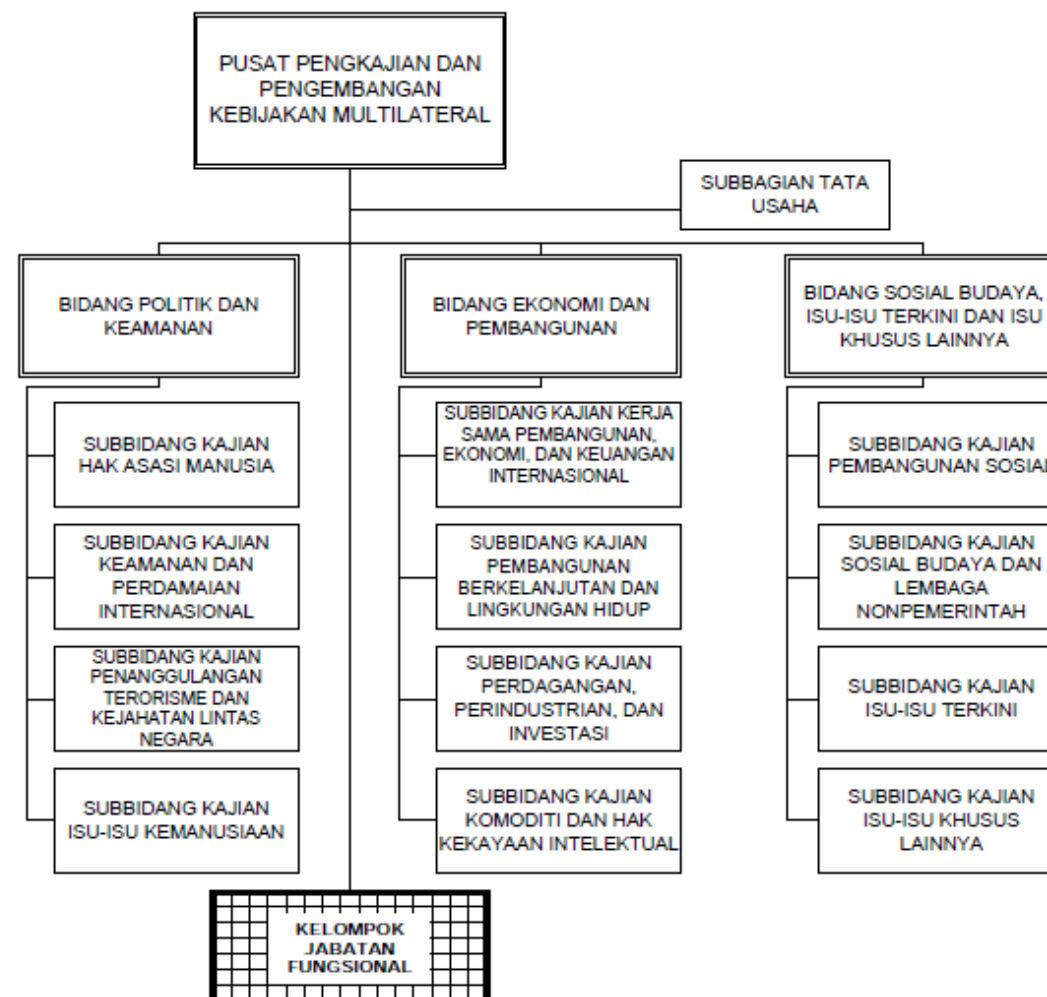 PUSAT PENGKAJIAN DAN
PENGEMBANGAN
KEBIJAKAN MULTILATERAL
SUBBAGIAN TATA
USAHA
BIDANG POLITIK DAN
KEAMANAN
BIDANG EKONOMI DAN
PEMBANGUNAN
BIDANG SOSIAL BUDAYA,
ISU-ISU TERKINI DAN ISU
KHUSUS LAINNYA
SUBBIDANG KAJIAN
HAK ASASI MANUSIA
SUBBIDANG KAJIAN
KEAMANAN DAN
PERDAMAIAN
INTERNASIONAL
SUBBIDANG KAJIAN
PENANGGULANGAN
TERORISME DAN
KEJAHATAN LINTAS
NEGARA
SUBBIDANG KAJIAN
ISU-ISU KEMANUSIAAN
SUBBIDANG KAJIAN KERJA
SAMA PEMBANGUNAN,
EKONOMI, DAN KEUANGAN
INTERNASIONAL
SUBBIDANG KAJIAN
PEMBANGUNAN
BERKELANJUTAN DAN
LINGKUNGAN HIDUP
SUBBIDANG KAJIAN
PERDAGANGAN,
PERINDUSTRIAN, DAN
INVESTASI
SUBBIDANG KAJIAN
KOMODITI DAN HAK
KEKAYAAN INTELEKTUAL
SUBBIDANG KAJIAN
PEMBANGUNAN SOSIAL
SUBBIDANG KAJIAN
SOSIAL BUDAYA DAN
LEMBAGA
NONPEMERINTAH
SUBBIDANG KAJIAN
ISU-ISU TERKINI
SUBBIDANG KAJIAN
ISU-ISU KHUSUS
LAINNYA
KELOMPOK
JABATAN
FUNGSIONAL